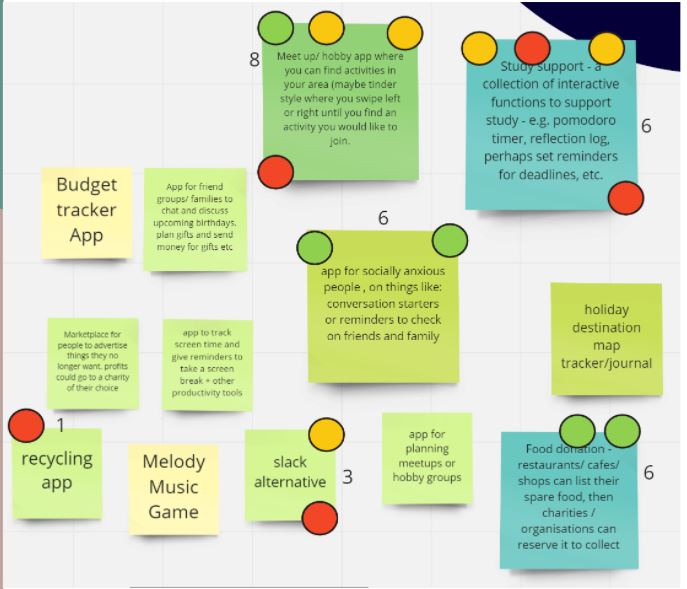 8
Meet up/ hobby app where
you can find activities in
your area (maybe tinder
style where you swipe left
or right until you find an
activity you would like to
join.
Study support - a
collection of interactive
functions to support
study - e.g. pomodoro
timer, reflection log,
perhaps set reminders
for deadlines, etc.
6
Budget
tracker
App
App for friend
groups/ families to
chat and discuss
upcoming birthdays.
plan gifts and send
money for gifts etc
6
app for socially anxious
people , on things like:
conversation starters
or reminders to check
on friends and family
holiday
destination
map
tracker/journal
Marketplace for
people to advertise
things they no
longer want, profits
could go to a charity
of their choice
app to track
screen time and
give reminders to
take a screen
break + other
productivity tools
1
recycling
app
Melody
Music
Game
slack
alternative
3
app for
planning
meetups or
hobby groups
Food donation -
restaurants/ cafes/
shops can list their
spare food, then
charities /
organisations can
reserve it to collect
6